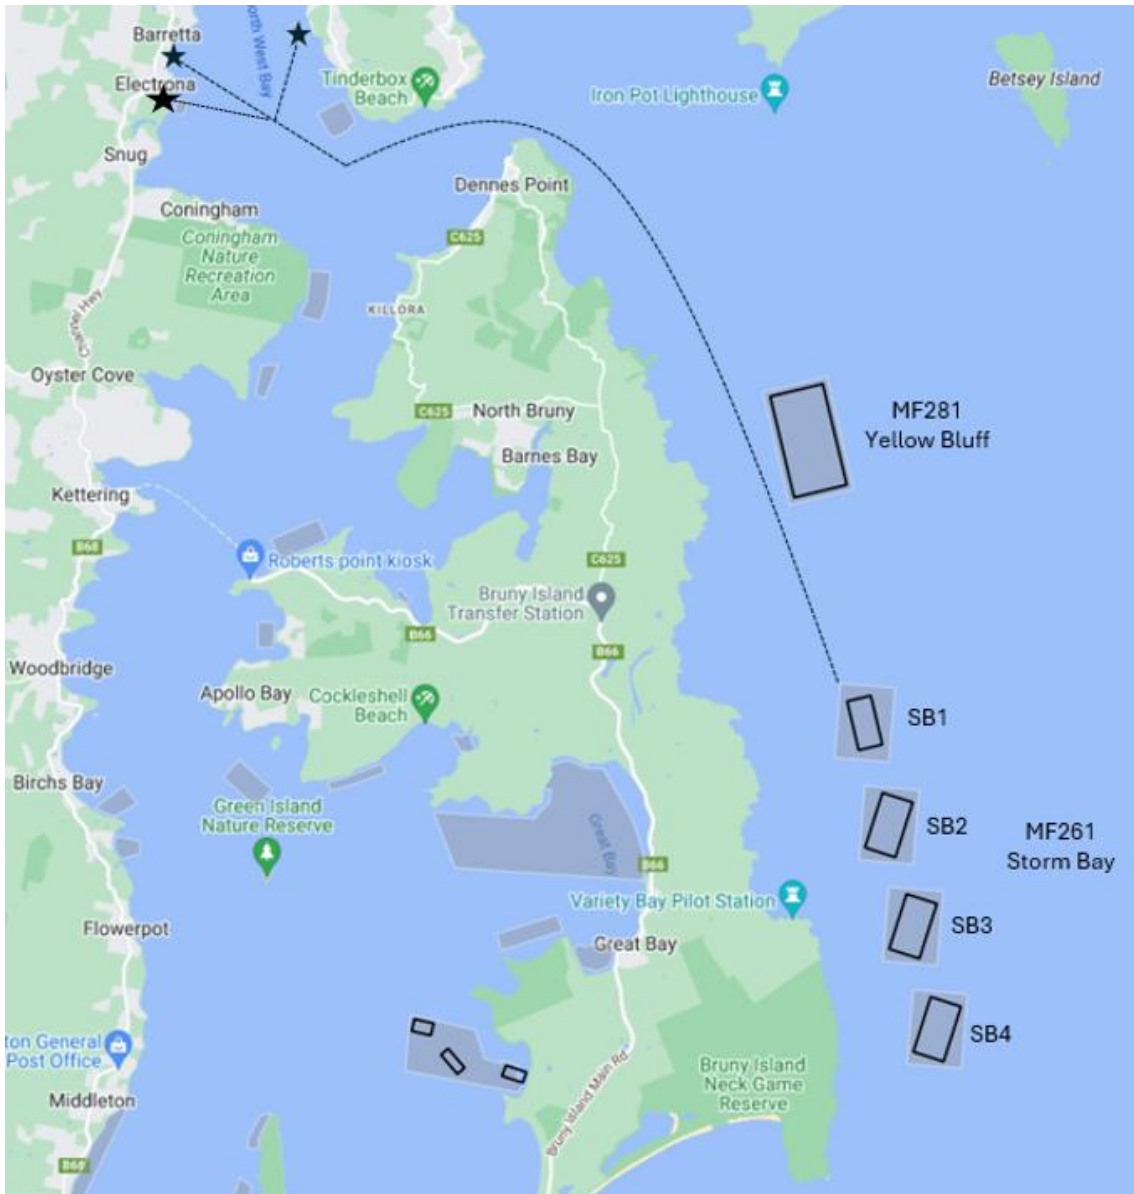 Barretta
orth West Bay
Electrona
Tinderbox
Beach
Iron Pot Lighthouse
Betsey Island
Snug
Dennes Point
Coningham
Coningham
Nature
Recreation
Area
C625
KILLORA
Channel Hwy
Oyster Cove
C625
North Bruny
MF281
Yellow Bluff
Barnes Bay
Kettering
B68
Roberts point kiosk
C625
Bruny Island
Transfer Station
B66
B66
Woodbridge
Apollo Bay
Cockleshell
Beach
SB1
Birchs Bay
Green Island
Nature Reserve
Great Bay
SB2
MF261
Storm Bay
B66
Variety Bay Pilot Station
Flowerpot
Great Bay
SB3
ton General
Post Office
SB4
Bruny Island Main Rd
Bruny Island
Neck Game
Reserve
Middleton
B68